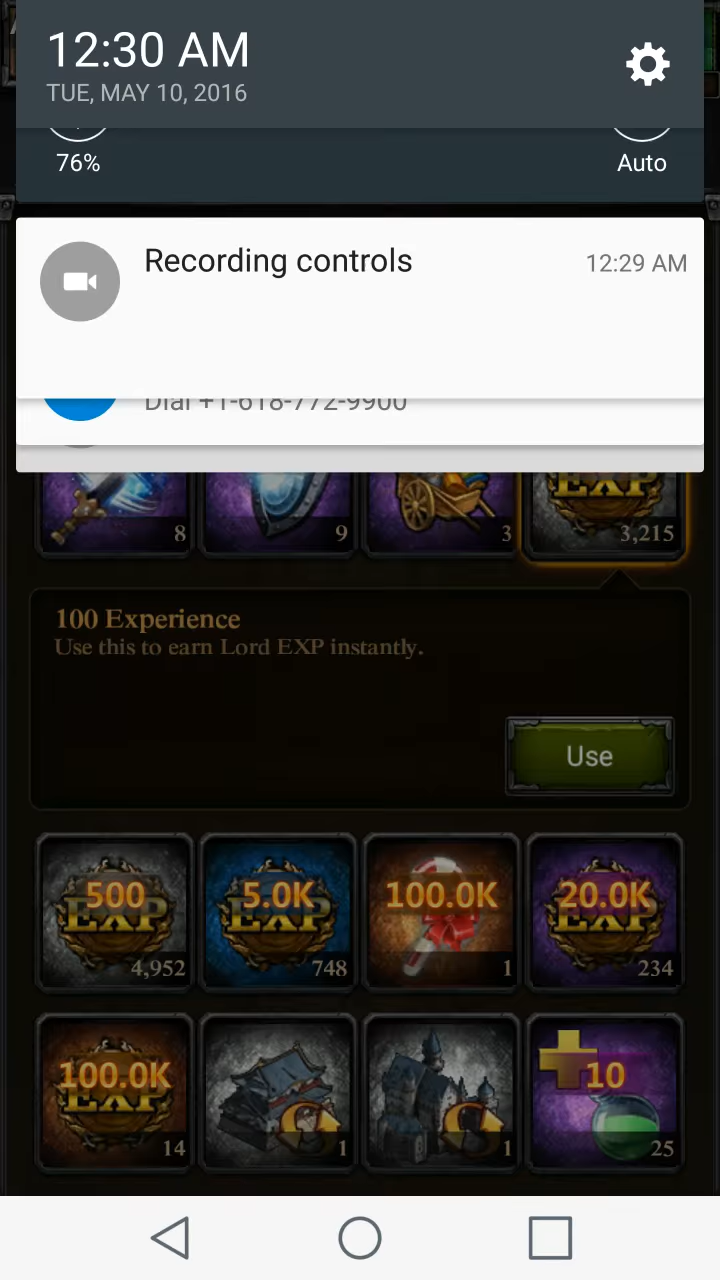 12:30 AM
TUE, MAY 10, 2016
76%
Auto
Recording controls
12:29 AM
Dial +1-618-772-9900
EXP
8
9
3
3,215
100 Experience
Use this to earn Lord EXP instantly.
Use
500
EXP
4,952
5.0K
EXP
748
100.0K
1
20.0K
EXP
234
100.0K
EXP
14
1
1
10
25